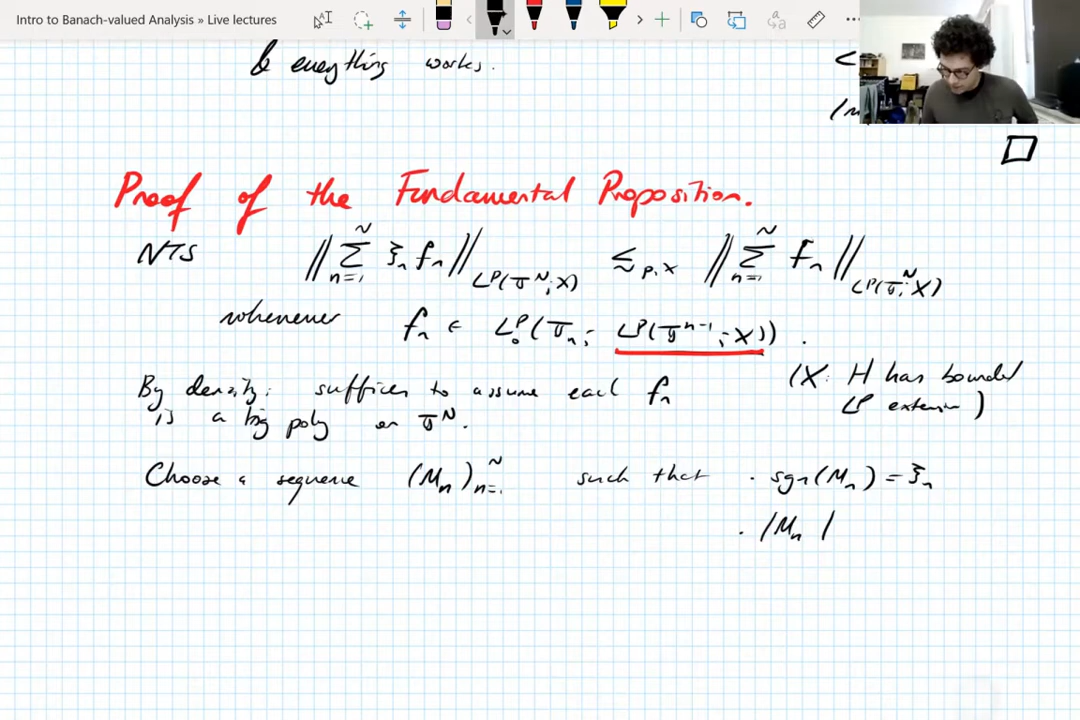 Intro to Banach-valued Analysis » Live lectures
& everything works.
<
Proof of the Fundamental Proposition.
NTS ‖ Σ_{n=1}^N ξ_n f_n ‖_{L^p(𝕋^N; X)} ≲_{p,X} ‖ Σ_{n=1}^N f_n ‖_{L^p(𝕋^N; X)}
whenever f_n ∈ L^p_0(𝕋_n; L^p(𝕋^{n-1}; X)).
(X: H has bounded
L^p extension)
By density: suffices to assume each f_n
is a trig poly on 𝕋^N.
Choose a sequence (M_n)_{n=1}^N such that · sgn(M_n) = ξ_n
· |M_n|